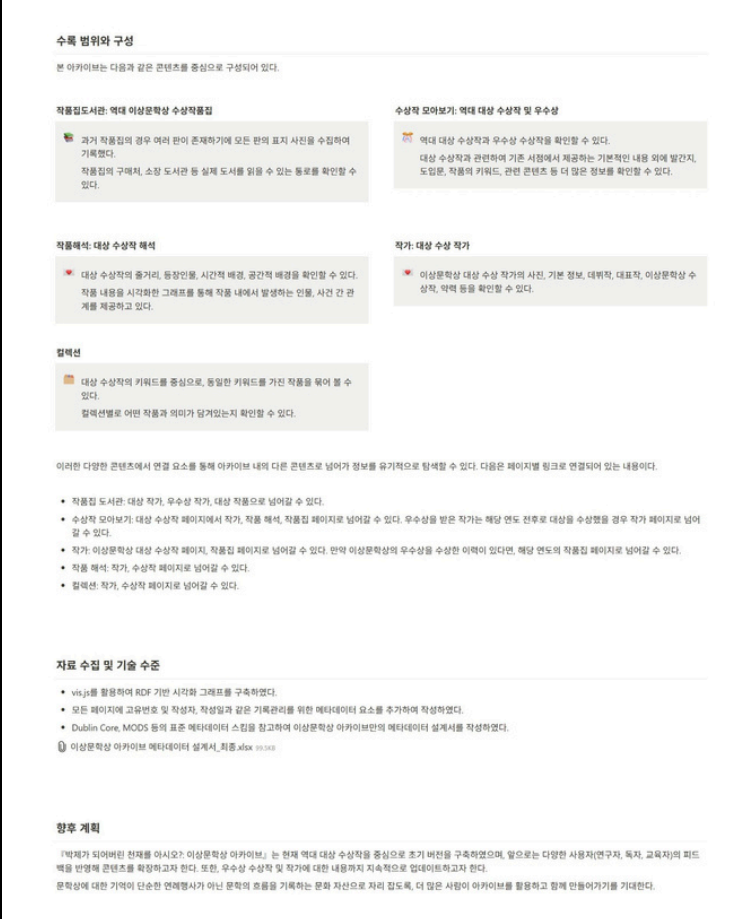 수록 범위와 구성
본 아카이브는 다음과 같은 콘텐츠를 중심으로 구성되어 있다.
작품집도서관: 역대 이상문학상 수상작품집
과거 작품집의 경우 여러 판이 존재하기에 모든 판의 표지 사진을 수집하여
기록했다.
작품집의 구매처, 소장 도서관 등 실제 도서를 읽을 수 있는 통로를 확인할 수
있다.
수상작 모아보기: 역대 대상 수상작 및 우수상
역대 대상 수상작과 우수상 수상작을 확인할 수 있다.
대상 수상작과 관련하여 기존 서점에서 제공하는 기본적인 내용 외에 발간지,
도입문, 작품의 키워드, 관련 콘텐츠 등 더 많은 정보를 확인할 수 있다.
작품해석: 대상 수상작 해석
대상 수상작의 줄거리, 등장인물, 시간적 배경, 공간적 배경을 확인할 수 있다.
작품 내용을 시각화한 그래프를 통해 작품 내에서 발생하는 인물, 사건 간 관
계를 제공하고 있다.
작가: 대상 수상 작가
이상문학상 대상 수상 작가의 사진, 기본 정보, 데뷔작, 대표작, 이상문학상 수
상작, 약력 등을 확인할 수 있다.
컬렉션
대상 수상작의 키워드를 중심으로, 동일한 키워드를 가진 작품을 묶어 볼 수
있다.
컬렉션별로 어떤 작품과 의미가 담겨있는지 확인할 수 있다.
이러한 다양한 콘텐츠에서 연결 요소를 통해 아카이브 내의 다른 콘텐츠로 넘어가 정보를 유기적으로 탐색할 수 있다. 다음은 페이지별 링크로 연결되어 있는 내용이다.
• 작품집 도서관: 대상 작가, 우수상 작가, 대상 작품으로 넘어갈 수 있다.
• 수상작 모아보기: 대상 수상작 페이지에서 작가, 작품 해석, 작품집 페이지로 넘어갈 수 있다. 우수상을 받은 작가는 해당 연도 전후로 대상을 수상했을 경우 작가 페이지로 넘어
갈 수 있다.
• 작가: 이상문학상 대상 수상작 페이지, 작품집 페이지로 넘어갈 수 있다. 만약 이상문학상의 우수상을 수상한 이력이 있다면, 해당 연도의 작품집 페이지로 넘어갈 수 있다.
• 작품 해석: 작가, 수상작 페이지로 넘어갈 수 있다.
• 컬렉션: 작가, 수상작 페이지로 넘어갈 수 있다.
자료 수집 및 기술 수준
• vis.js를 활용하여 RDF 기반 시각화 그래프를 구축하였다.
• 모든 페이지에 고유번호 및 작성자, 작성일과 같은 기록관리를 위한 메타데이터 요소를 추가하여 작성하였다.
• Dublin Core, MODS 등의 표준 메타데이터 스킴을 참고하여 이상문학상 아카이브만의 메타데이터 설계서를 작성하였다.
이상문학상 아카이브 메타데이터 설계서_최종.xlsx
향후 계획
『박제가 되어버린 천재를 아시오?: 이상문학상 아카이브』는 현재 역대 대상 수상작을 중심으로 초기 버전을 구축하였으며, 앞으로는 다양한 사용자(연구자, 독자, 교육자)의 피드
백을 반영해 콘텐츠를 확장하고자 한다. 또한, 우수상 수상작 및 작가에 대한 내용까지 지속적으로 업데이트하고자 한다.
문학상에 대한 기억이 단순한 연례행사가 아닌 문학의 흐름을 기록하는 문화 자산으로 자리 잡도록, 더 많은 사람이 아카이브를 활용하고 함께 만들어가기를 기대한다.